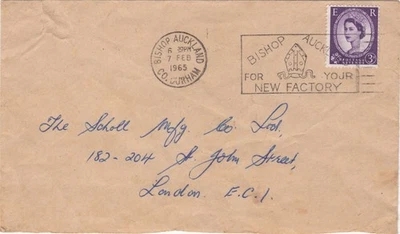 BISHOP AUCKLAND
7 FEB
1965
CO. DURHAM
BISHOP AUCKL
FOR YOUR
NEW FACTORY
E R
3D
The Scholl Mfg Co Ltd,
182-204 St John Street,
London. E.C.1.